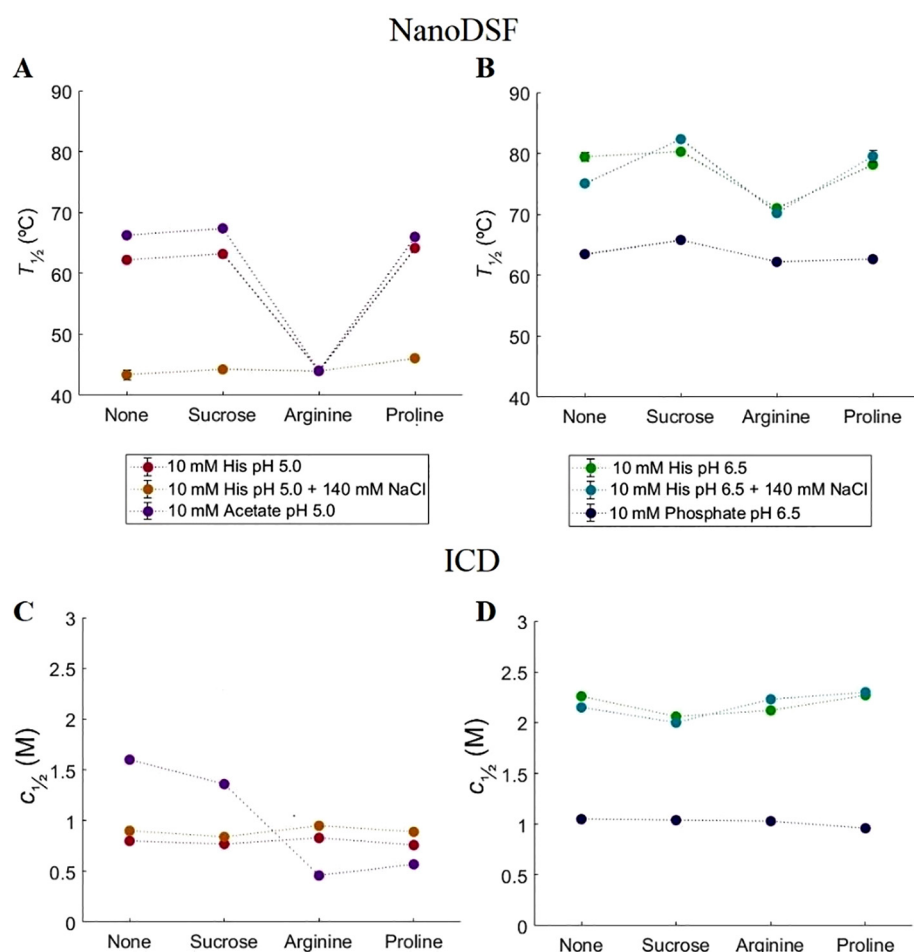 NanoDSF
A
90
80
70
60
50
40
T½ (ºC)
None Sucrose Arginine Proline
10 mM His pH 5.0
10 mM His pH 5.0 + 140 mM NaCl
10 mM Acetate pH 5.0
B
90
80
70
60
50
40
T½ (ºC)
None Sucrose Arginine Proline
10 mM His pH 6.5
10 mM His pH 6.5 + 140 mM NaCl
10 mM Phosphate pH 6.5
ICD
C
3
2.5
2
1.5
1
0.5
0
c½ (M)
None Sucrose Arginine Proline
D
3
2.5
2
1.5
1
0.5
0
c½ (M)
None Sucrose Arginine Proline